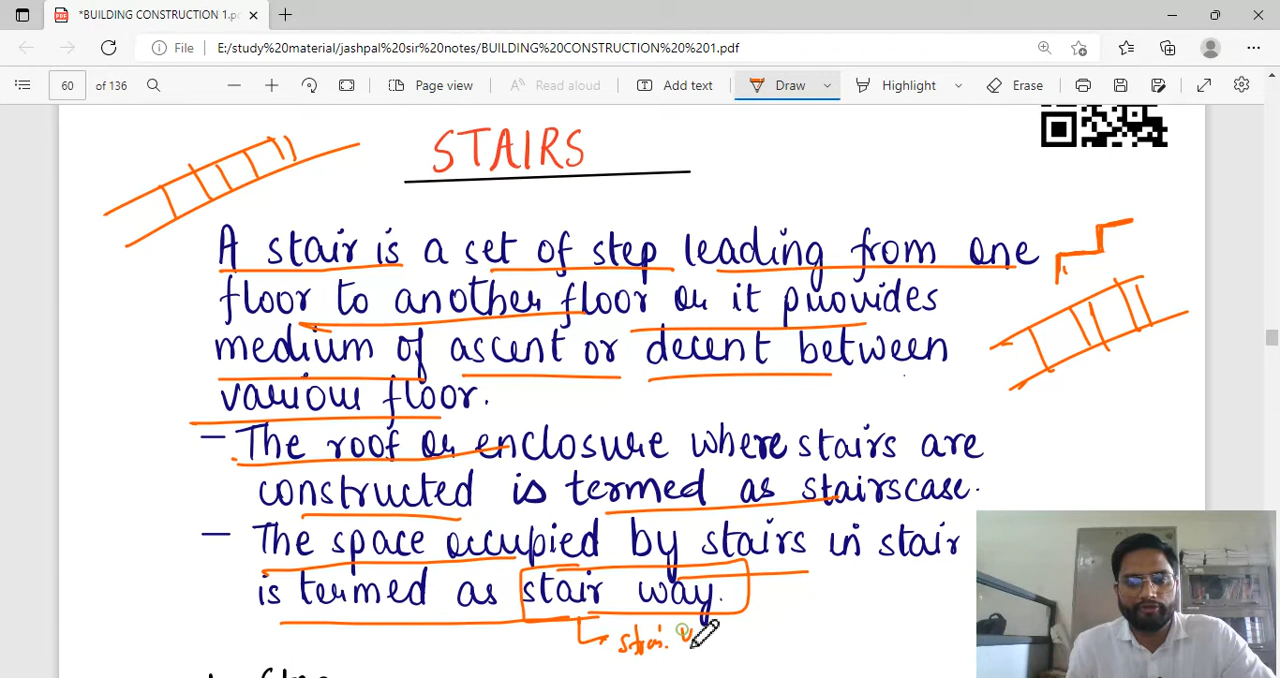 *BUILDING CONSTRUCTION 1.p
File E:/study%20material/jashpal%20sir%20notes/BUILDING%20CONSTRUCTION%20%201.pdf
60 of 136 Page view Read aloud Add text Draw Highlight Erase
STAIRS
A stair is a set of step leading from one
floor to another floor or it provides
medium of ascent or decent between
various floor.
- The roof or enclosure where stairs are
constructed is termed as stairscase.
- The space occupied by stairs in stair
is termed as stair way.
stair.